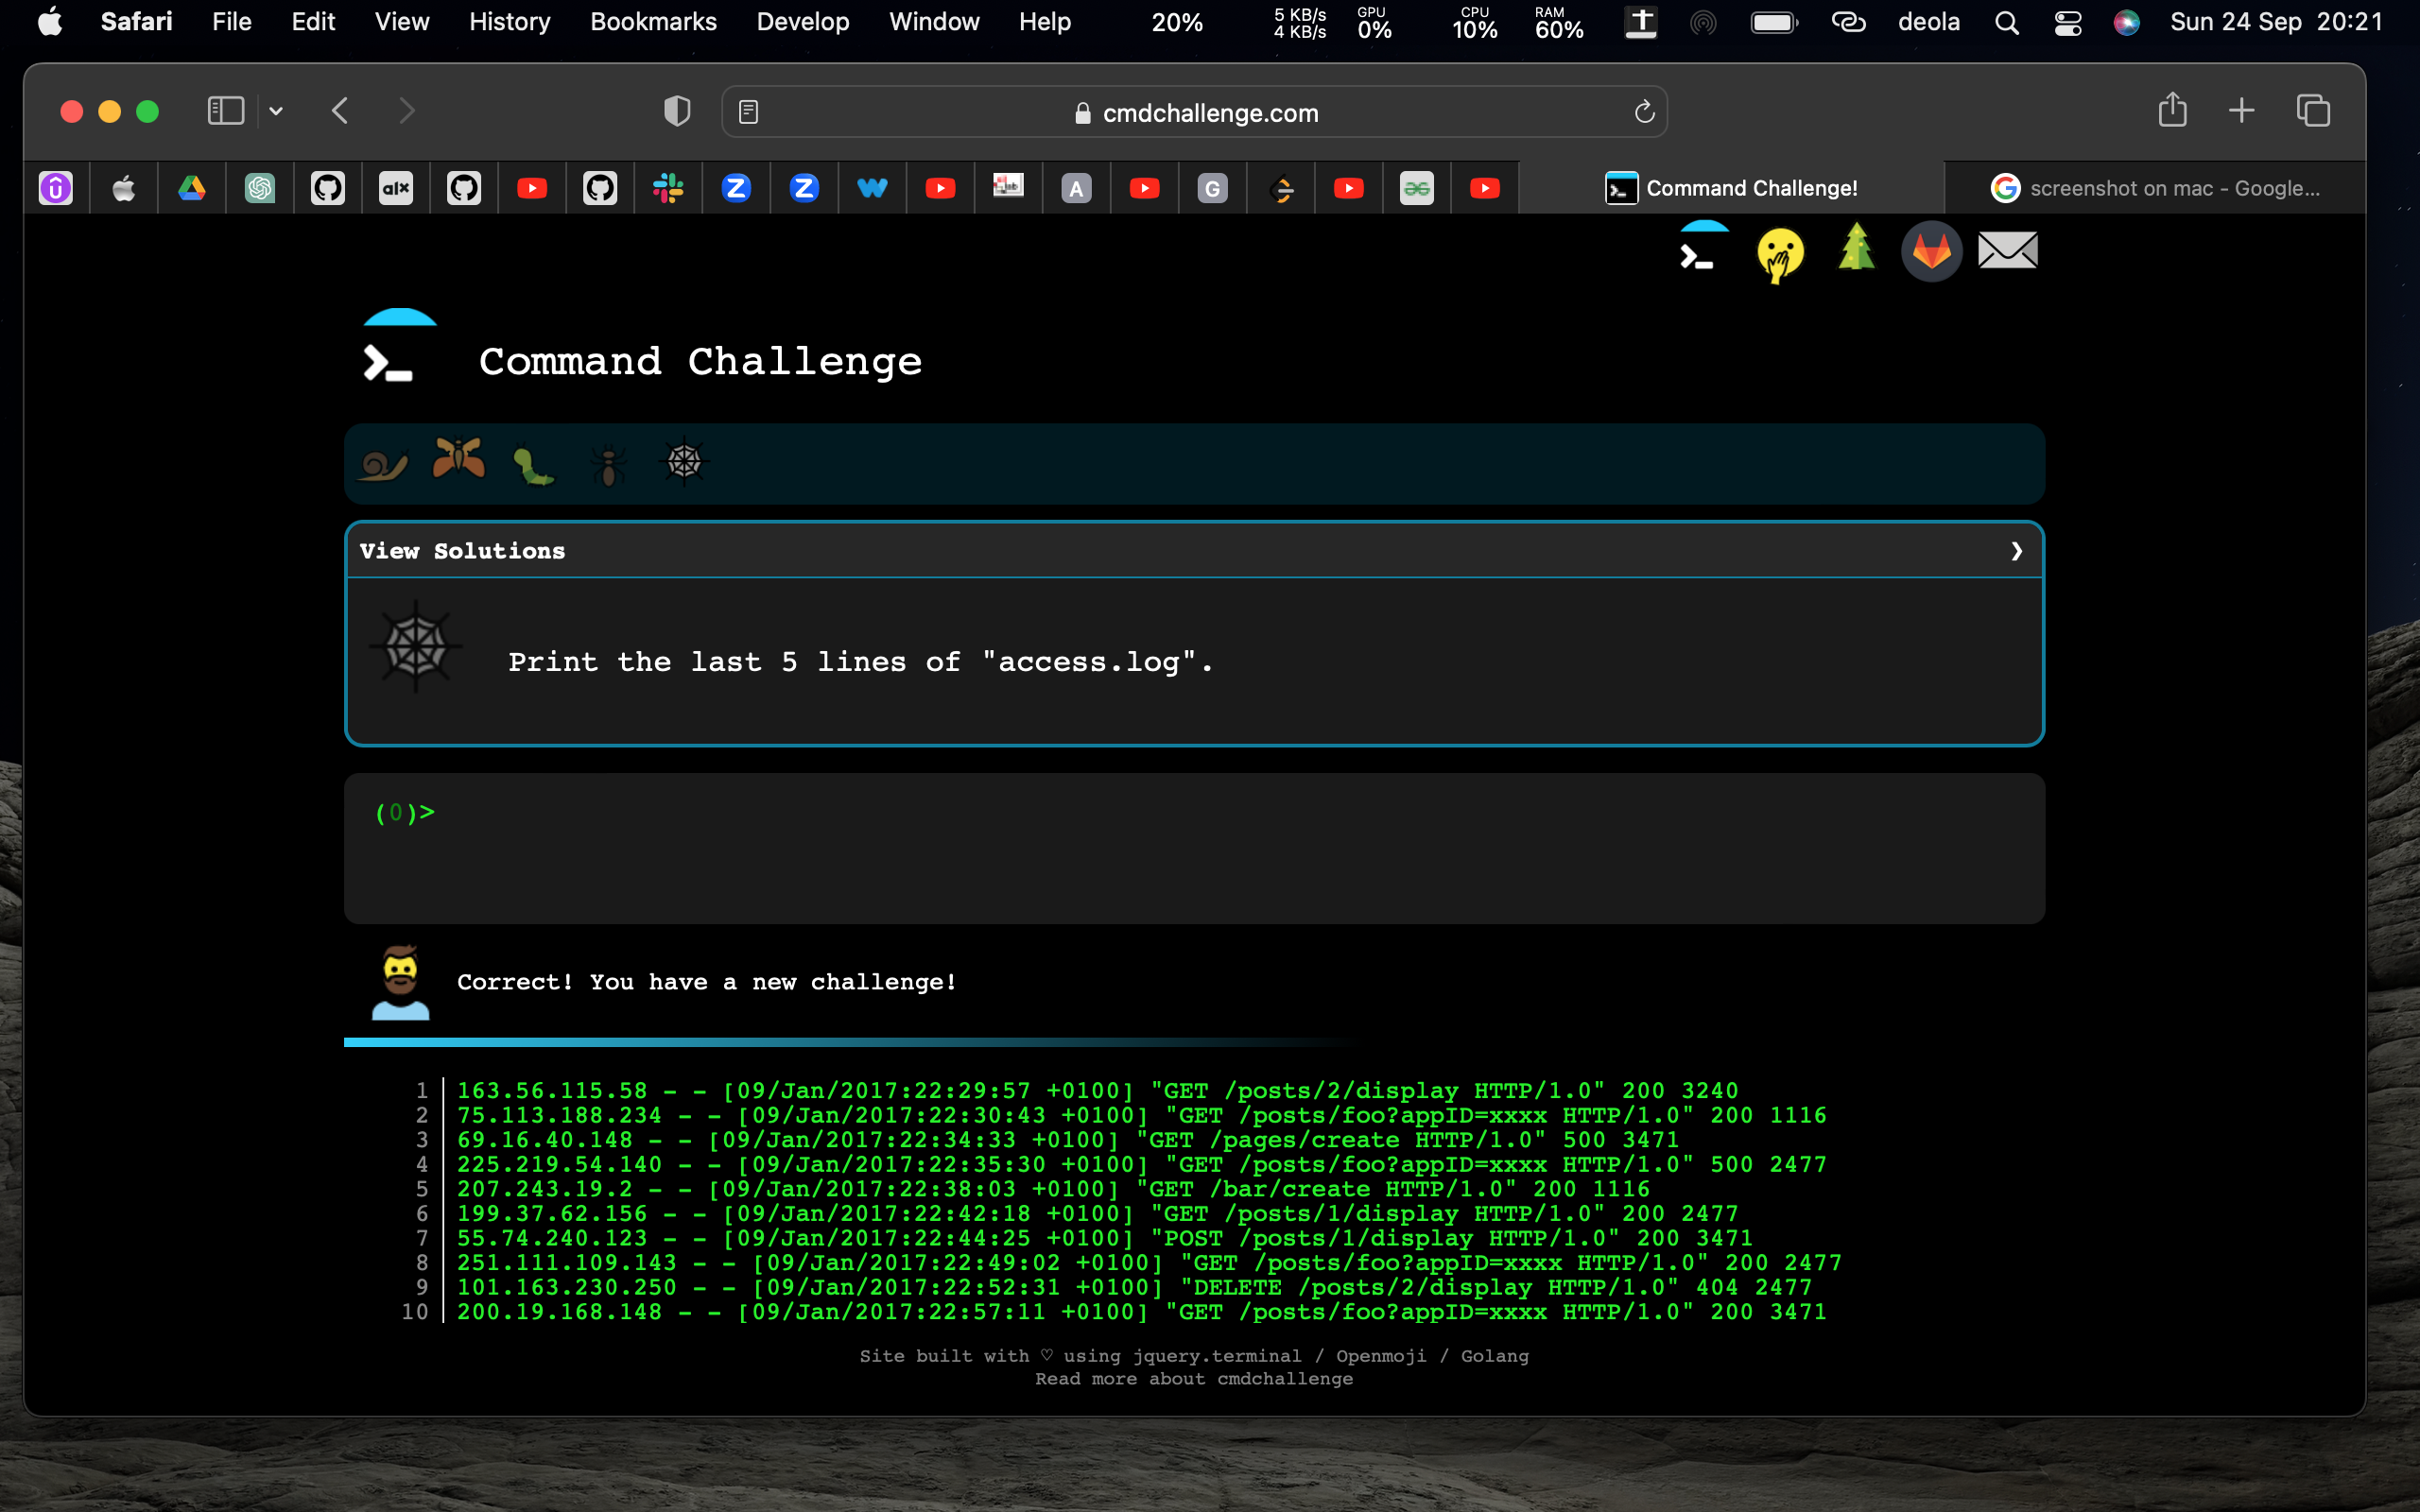 Safari File Edit View History Bookmarks Develop Window Help 20% 5 KB/s 4 KB/s GPU 0% CPU 10% RAM 60% deola Sun 24 Sep 20:21
cmdchallenge.com
alx Z Z A G Command Challenge! G screenshot on mac - Google...
Command Challenge
View Solutions
Print the last 5 lines of "access.log".
(0)>
Correct! You have a new challenge!
1 163.56.115.58 - - [09/Jan/2017:22:29:57 +0100] "GET /posts/2/display HTTP/1.0" 200 3240
2 75.113.188.234 - - [09/Jan/2017:22:30:43 +0100] "GET /posts/foo?appID=xxxx HTTP/1.0" 200 1116
3 69.16.40.148 - - [09/Jan/2017:22:34:33 +0100] "GET /pages/create HTTP/1.0" 500 3471
4 225.219.54.140 - - [09/Jan/2017:22:35:30 +0100] "GET /posts/foo?appID=xxxx HTTP/1.0" 500 2477
5 207.243.19.2 - - [09/Jan/2017:22:38:03 +0100] "GET /bar/create HTTP/1.0" 200 1116
6 199.37.62.156 - - [09/Jan/2017:22:42:18 +0100] "GET /posts/1/display HTTP/1.0" 200 2477
7 55.74.240.123 - - [09/Jan/2017:22:44:25 +0100] "POST /posts/1/display HTTP/1.0" 200 3471
8 251.111.109.143 - - [09/Jan/2017:22:49:02 +0100] "GET /posts/foo?appID=xxxx HTTP/1.0" 200 2477
9 101.163.230.250 - - [09/Jan/2017:22:52:31 +0100] "DELETE /posts/2/display HTTP/1.0" 404 2477
10 200.19.168.148 - - [09/Jan/2017:22:57:11 +0100] "GET /posts/foo?appID=xxxx HTTP/1.0" 200 3471
Site built with ♡ using jquery.terminal / Openmoji / Golang
Read more about cmdchallenge